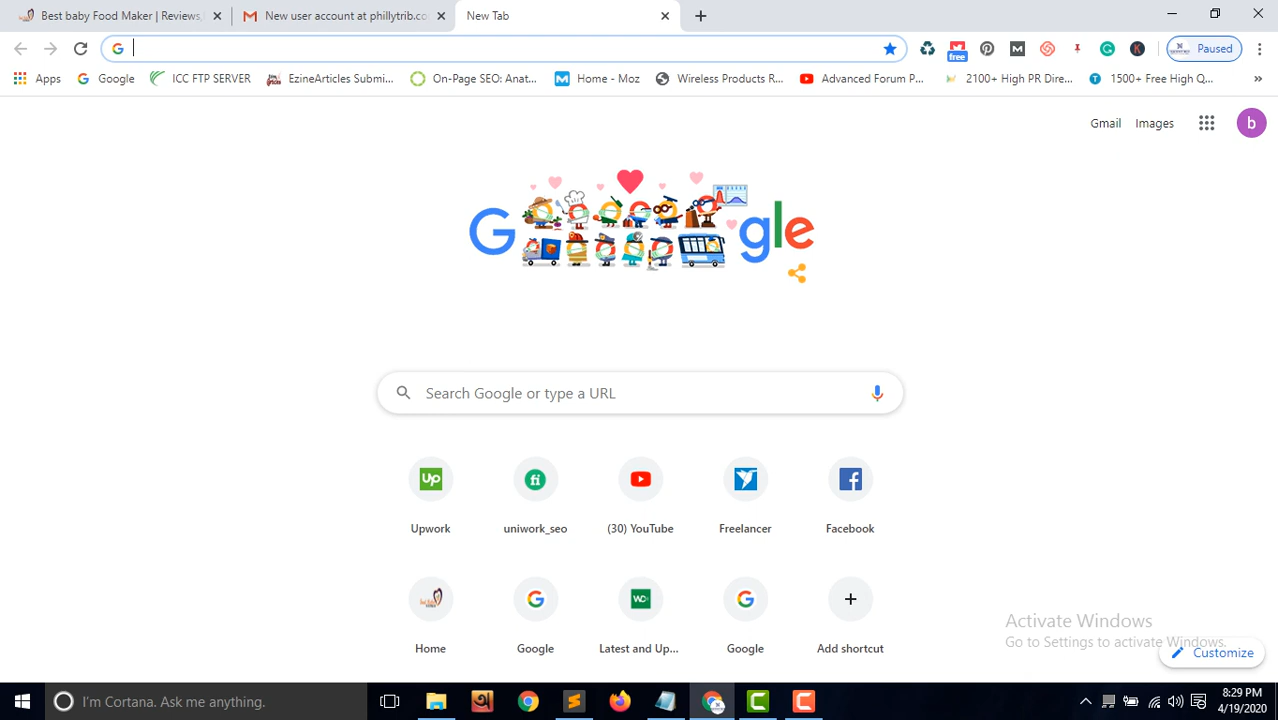 Best baby Food Maker | Reviews,
New user account at phillytrib.co
New Tab
free
Paused
Apps
Google
ICC FTP SERVER
EzineArticles Submi...
On-Page SEO: Anat...
Home - Moz
Wireless Products R...
Advanced Forum P...
2100+ High PR Dire...
1500+ Free High Q...
Gmail
Images
b
G gle
Search Google or type a URL
Upwork
uniwork_seo
(30) YouTube
Freelancer
Facebook
Home
Google
Latest and Up...
Google
Add shortcut
Activate Windows
Go to Settings to activate Windows.
Customize
I'm Cortana. Ask me anything.
8:29 PM
4/19/2020